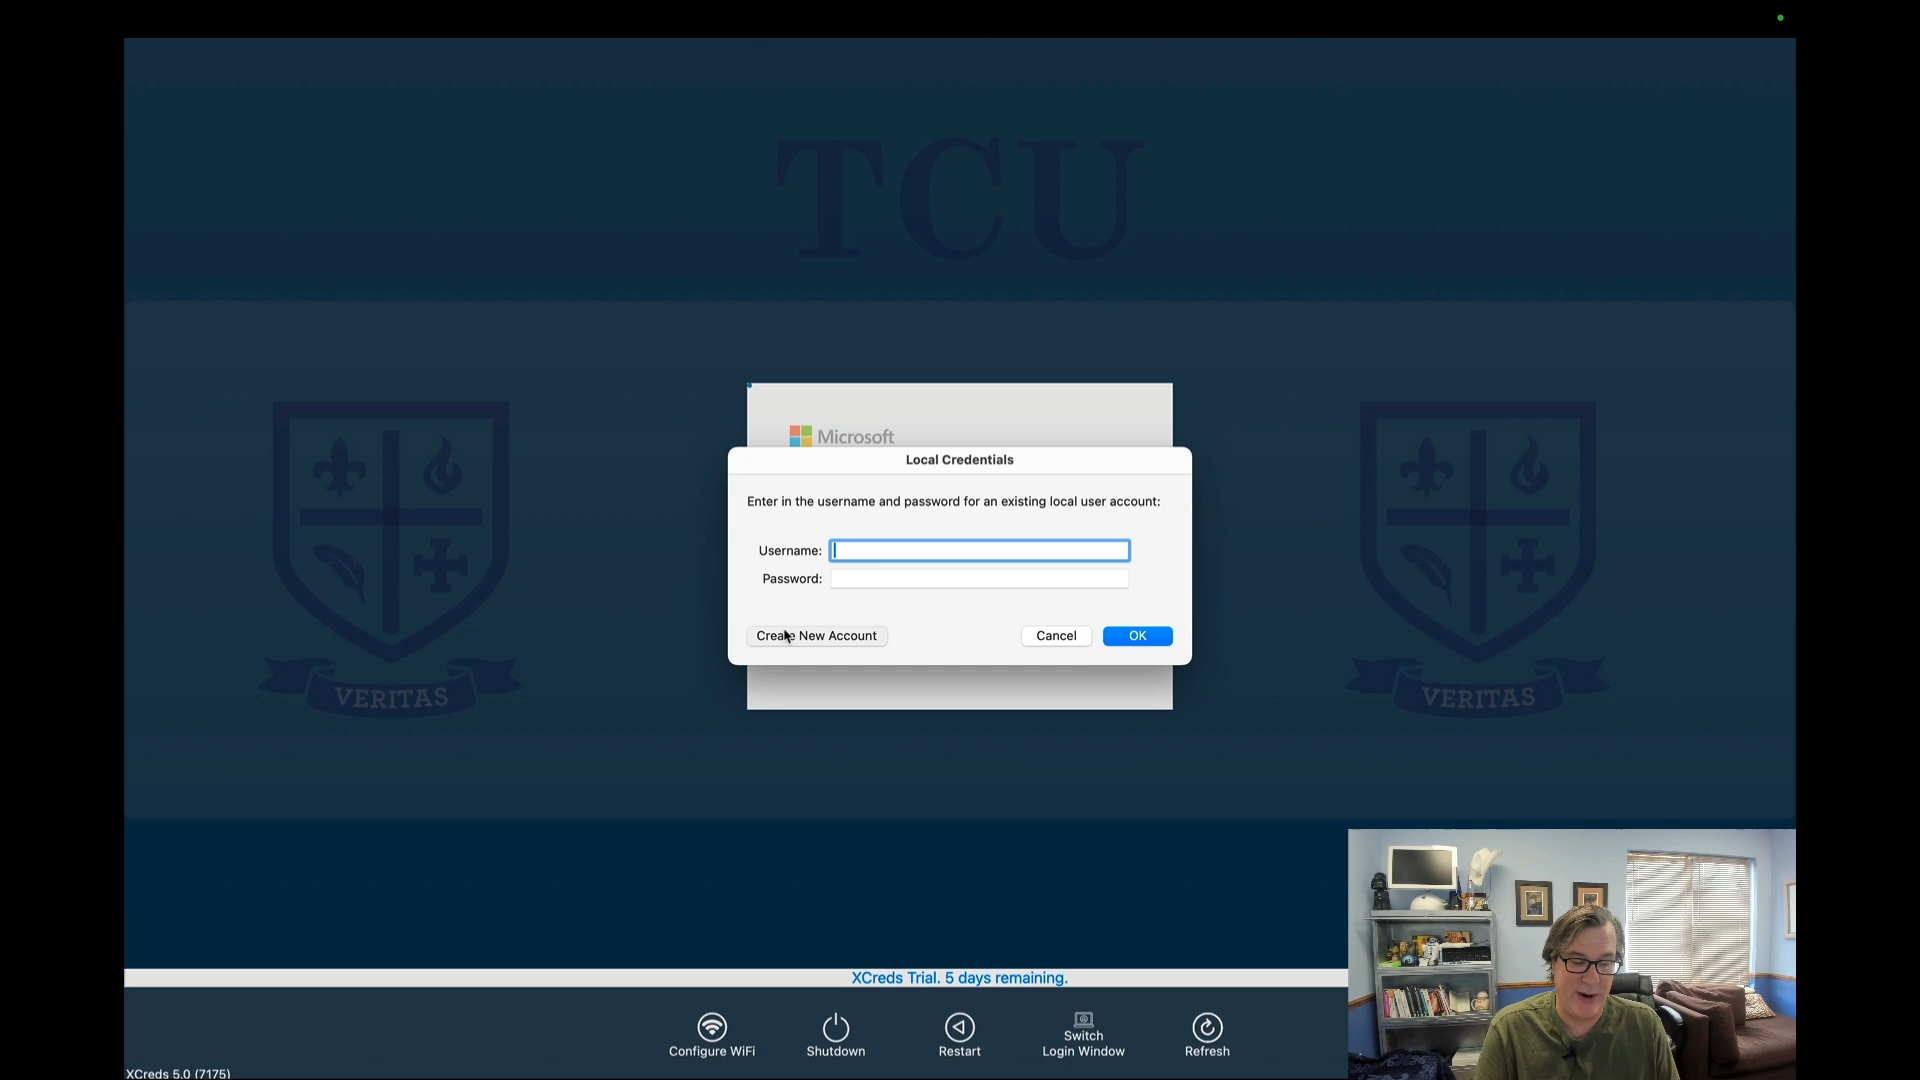 TCU
Microsoft
Local Credentials
Enter in the username and password for an existing local user account:
Username:
Password:
Create New Account
Cancel
OK
VERITAS
VERITAS
XCreds Trial. 5 days remaining.
Configure WiFi
Shutdown
Restart
Switch
Login Window
Refresh
XCreds 5.0 (7175)